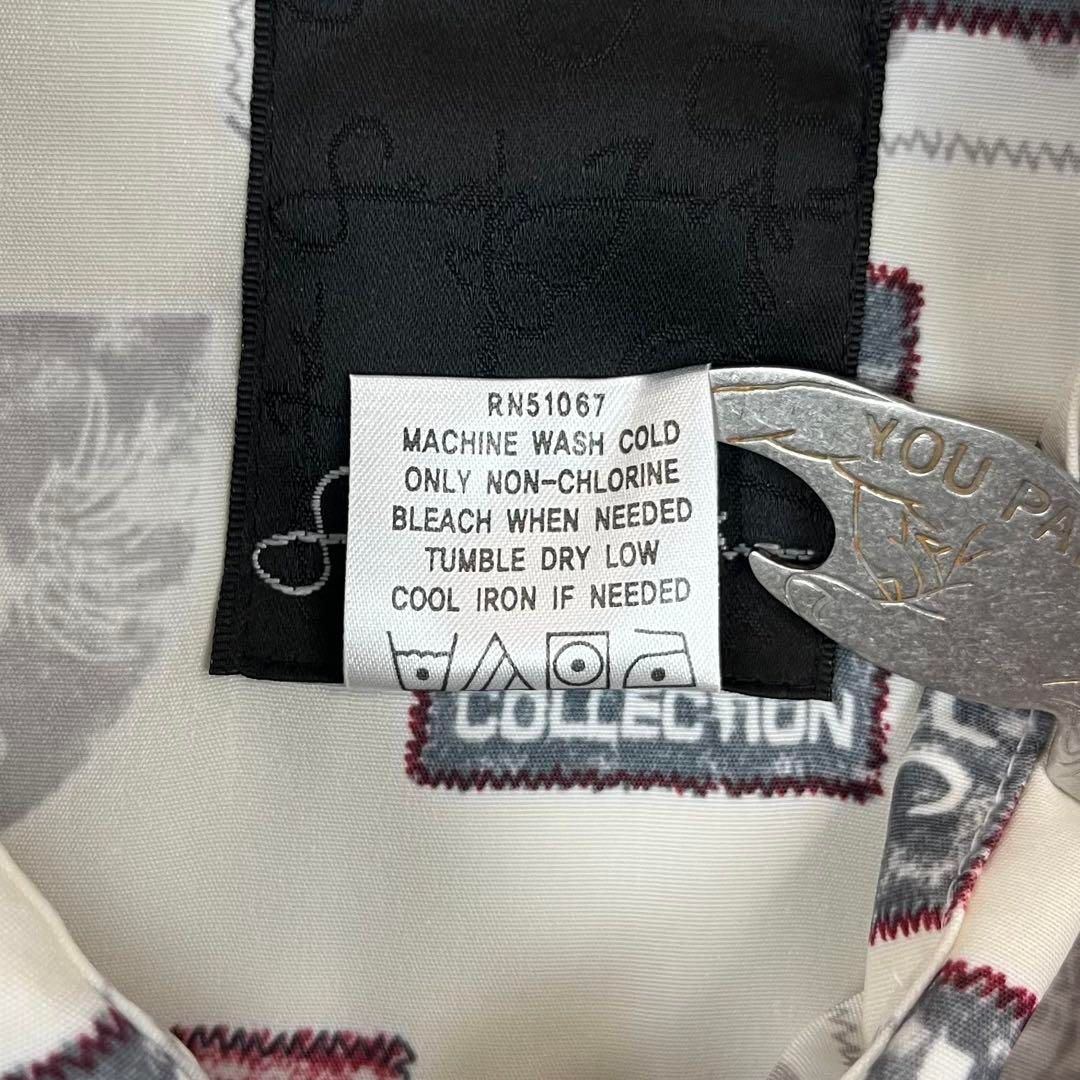 RN51067
MACHINE WASH COLD
ONLY NON-CHLORINE
BLEACH WHEN NEEDED
TUMBLE DRY LOW
COOL IRON IF NEEDED
YOU PA
COLLECTION